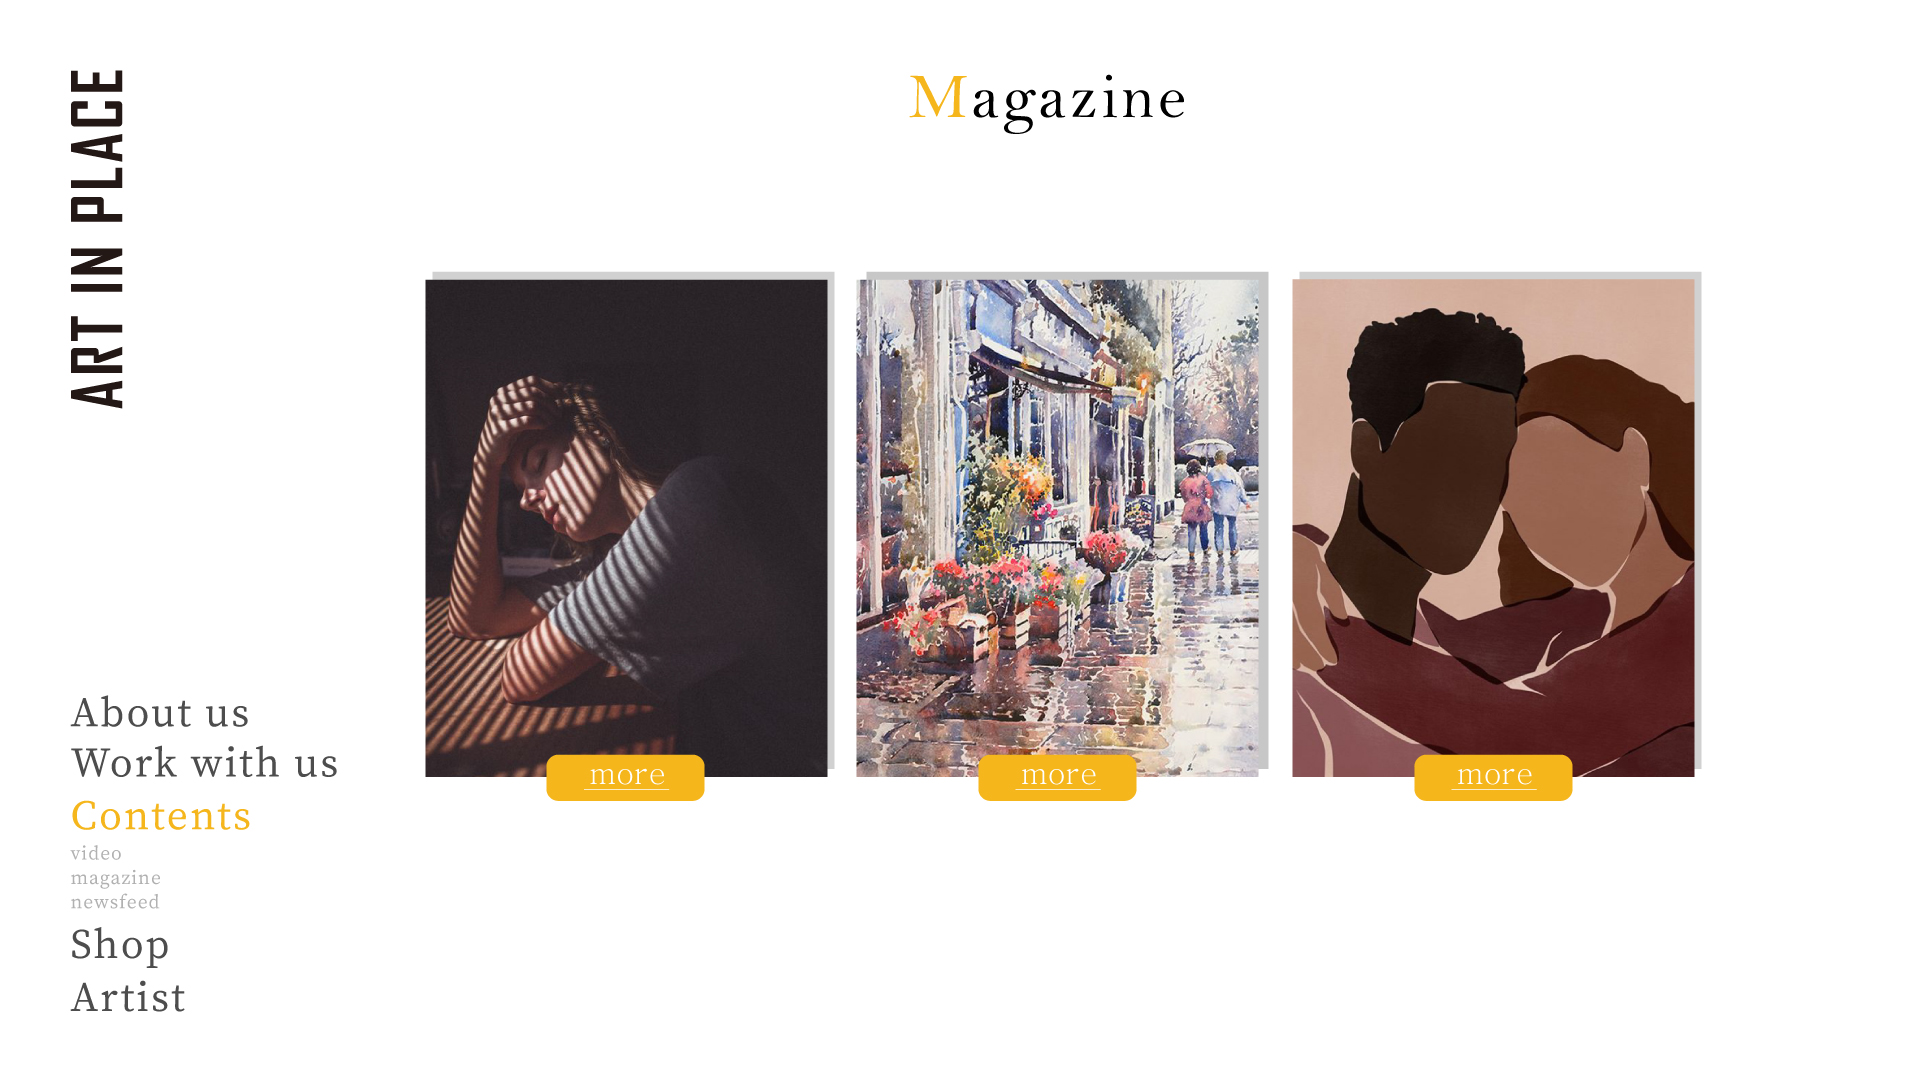 ART IN PLACE
Magazine
more
more
more
About us
Work with us
Contents
video
magazine
newsfeed
Shop
Artist